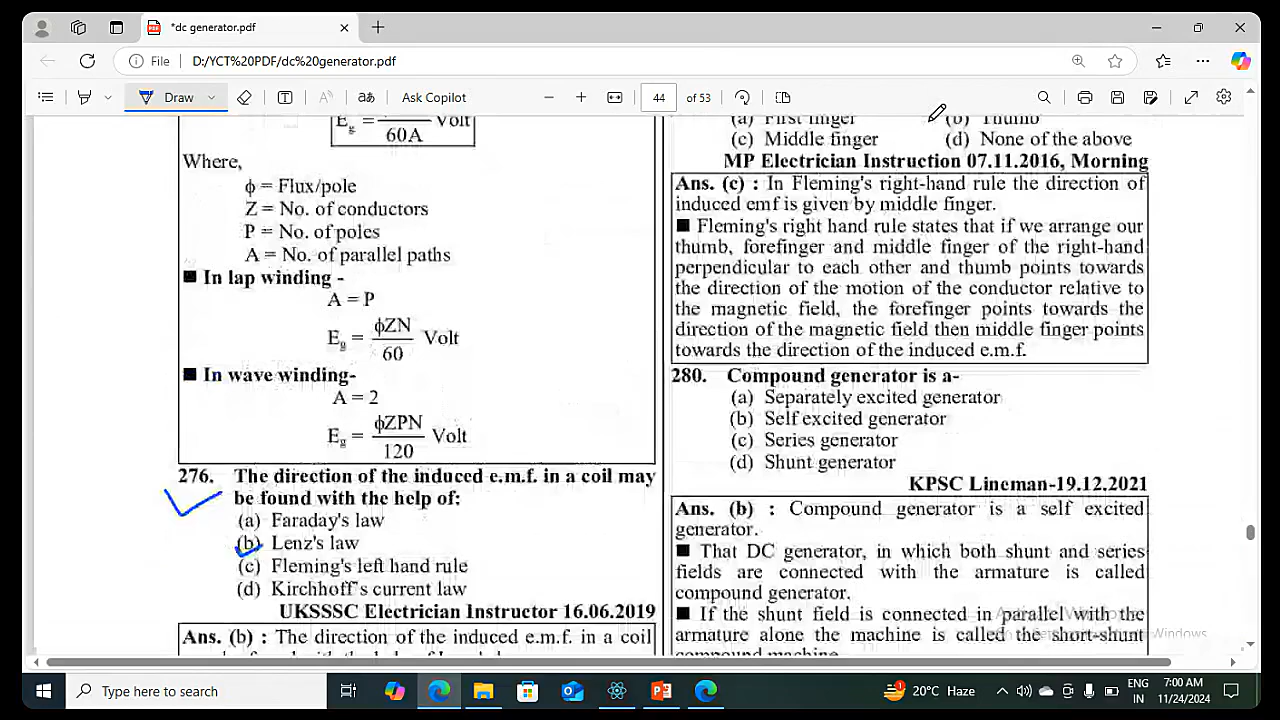 *dc generator.pdf
File
D:/YCT%20PDF/dc%20generator.pdf
Draw
Ask Copilot
44 of 53
E_g = Volt
60A
Where,
ϕ = Flux/pole
Z = No. of conductors
P = No. of poles
A = No. of parallel paths
■ In lap winding -
A = P
E_g = ϕZN/60 Volt
■ In wave winding-
A = 2
E_g = ϕZPN/120 Volt
276. The direction of the induced e.m.f. in a coil may
be found with the help of:
(a) Faraday's law
(b) Lenz's law
(c) Fleming's left hand rule
(d) Kirchhoff's current law
UKSSSC Electrician Instructor 16.06.2019
Ans. (b) : The direction of the induced e.m.f. in a coil
(a) First finger (b) Thumb
(c) Middle finger (d) None of the above
MP Electrician Instruction 07.11.2016, Morning
Ans. (c) : In Fleming's right-hand rule the direction of
induced emf is given by middle finger.
■ Fleming's right hand rule states that if we arrange our
thumb, forefinger and middle finger of the right-hand
perpendicular to each other and thumb points towards
the direction of the motion of the conductor relative to
the magnetic field, the forefinger points towards the
direction of the magnetic field then middle finger points
towards the direction of the induced e.m.f.
280. Compound generator is a-
(a) Separately excited generator
(b) Self excited generator
(c) Series generator
(d) Shunt generator
KPSC Lineman-19.12.2021
Ans. (b) : Compound generator is a self excited
generator.
■ That DC generator, in which both shunt and series
fields are connected with the armature is called
compound generator.
■ If the shunt field is connected in parallel with the
armature alone the machine is called the short-shunt
compound machine.
Type here to search
20°C Haze
ENG
IN
7:00 AM
11/24/2024